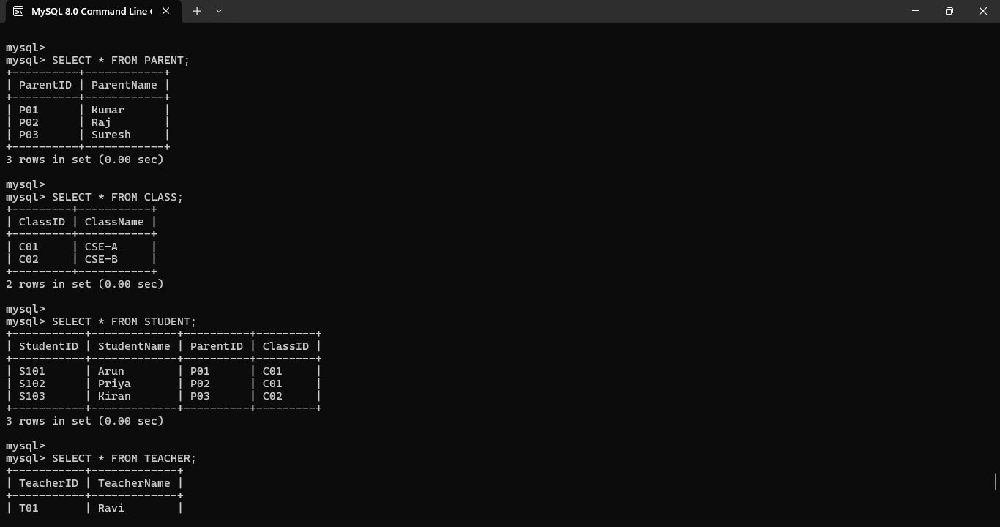 MySQL 8.0 Command Line
mysql>
mysql> SELECT * FROM PARENT;
+----------+------------+
| ParentID | ParentName |
+----------+------------+
| P01      | Kumar      |
| P02      | Raj        |
| P03      | Suresh     |
+----------+------------+
3 rows in set (0.00 sec)
mysql>
mysql> SELECT * FROM CLASS;
+---------+-----------+
| ClassID | ClassName |
+---------+-----------+
| C01     | CSE-A     |
| C02     | CSE-B     |
+---------+-----------+
2 rows in set (0.00 sec)
mysql>
mysql> SELECT * FROM STUDENT;
+-----------+-------------+----------+---------+
| StudentID | StudentName | ParentID | ClassID |
+-----------+-------------+----------+---------+
| S101      | Arun        | P01      | C01     |
| S102      | Priya       | P02      | C01     |
| S103      | Kiran       | P03      | C02     |
+-----------+-------------+----------+---------+
3 rows in set (0.00 sec)
mysql>
mysql> SELECT * FROM TEACHER;
+-----------+-------------+
| TeacherID | TeacherName |
+-----------+-------------+
| T01       | Ravi        |